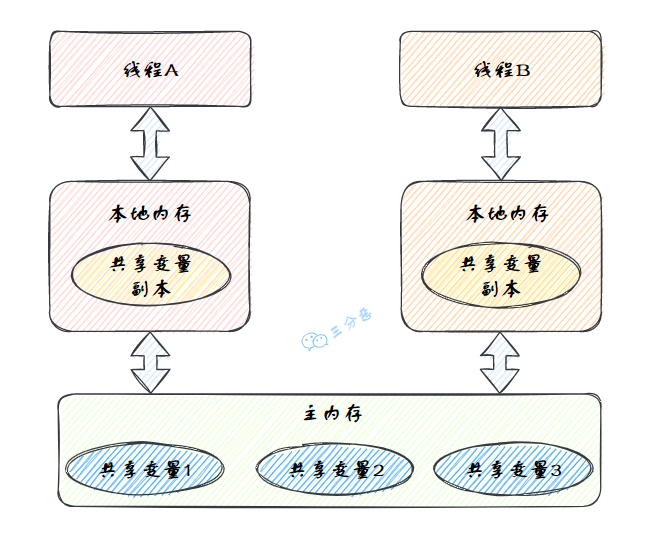 线程A
线程B
本地内存
本地内存
共享变量
副本
共享变量
副本
三分恶
主内存
共享变量1
共享变量2
共享变量3